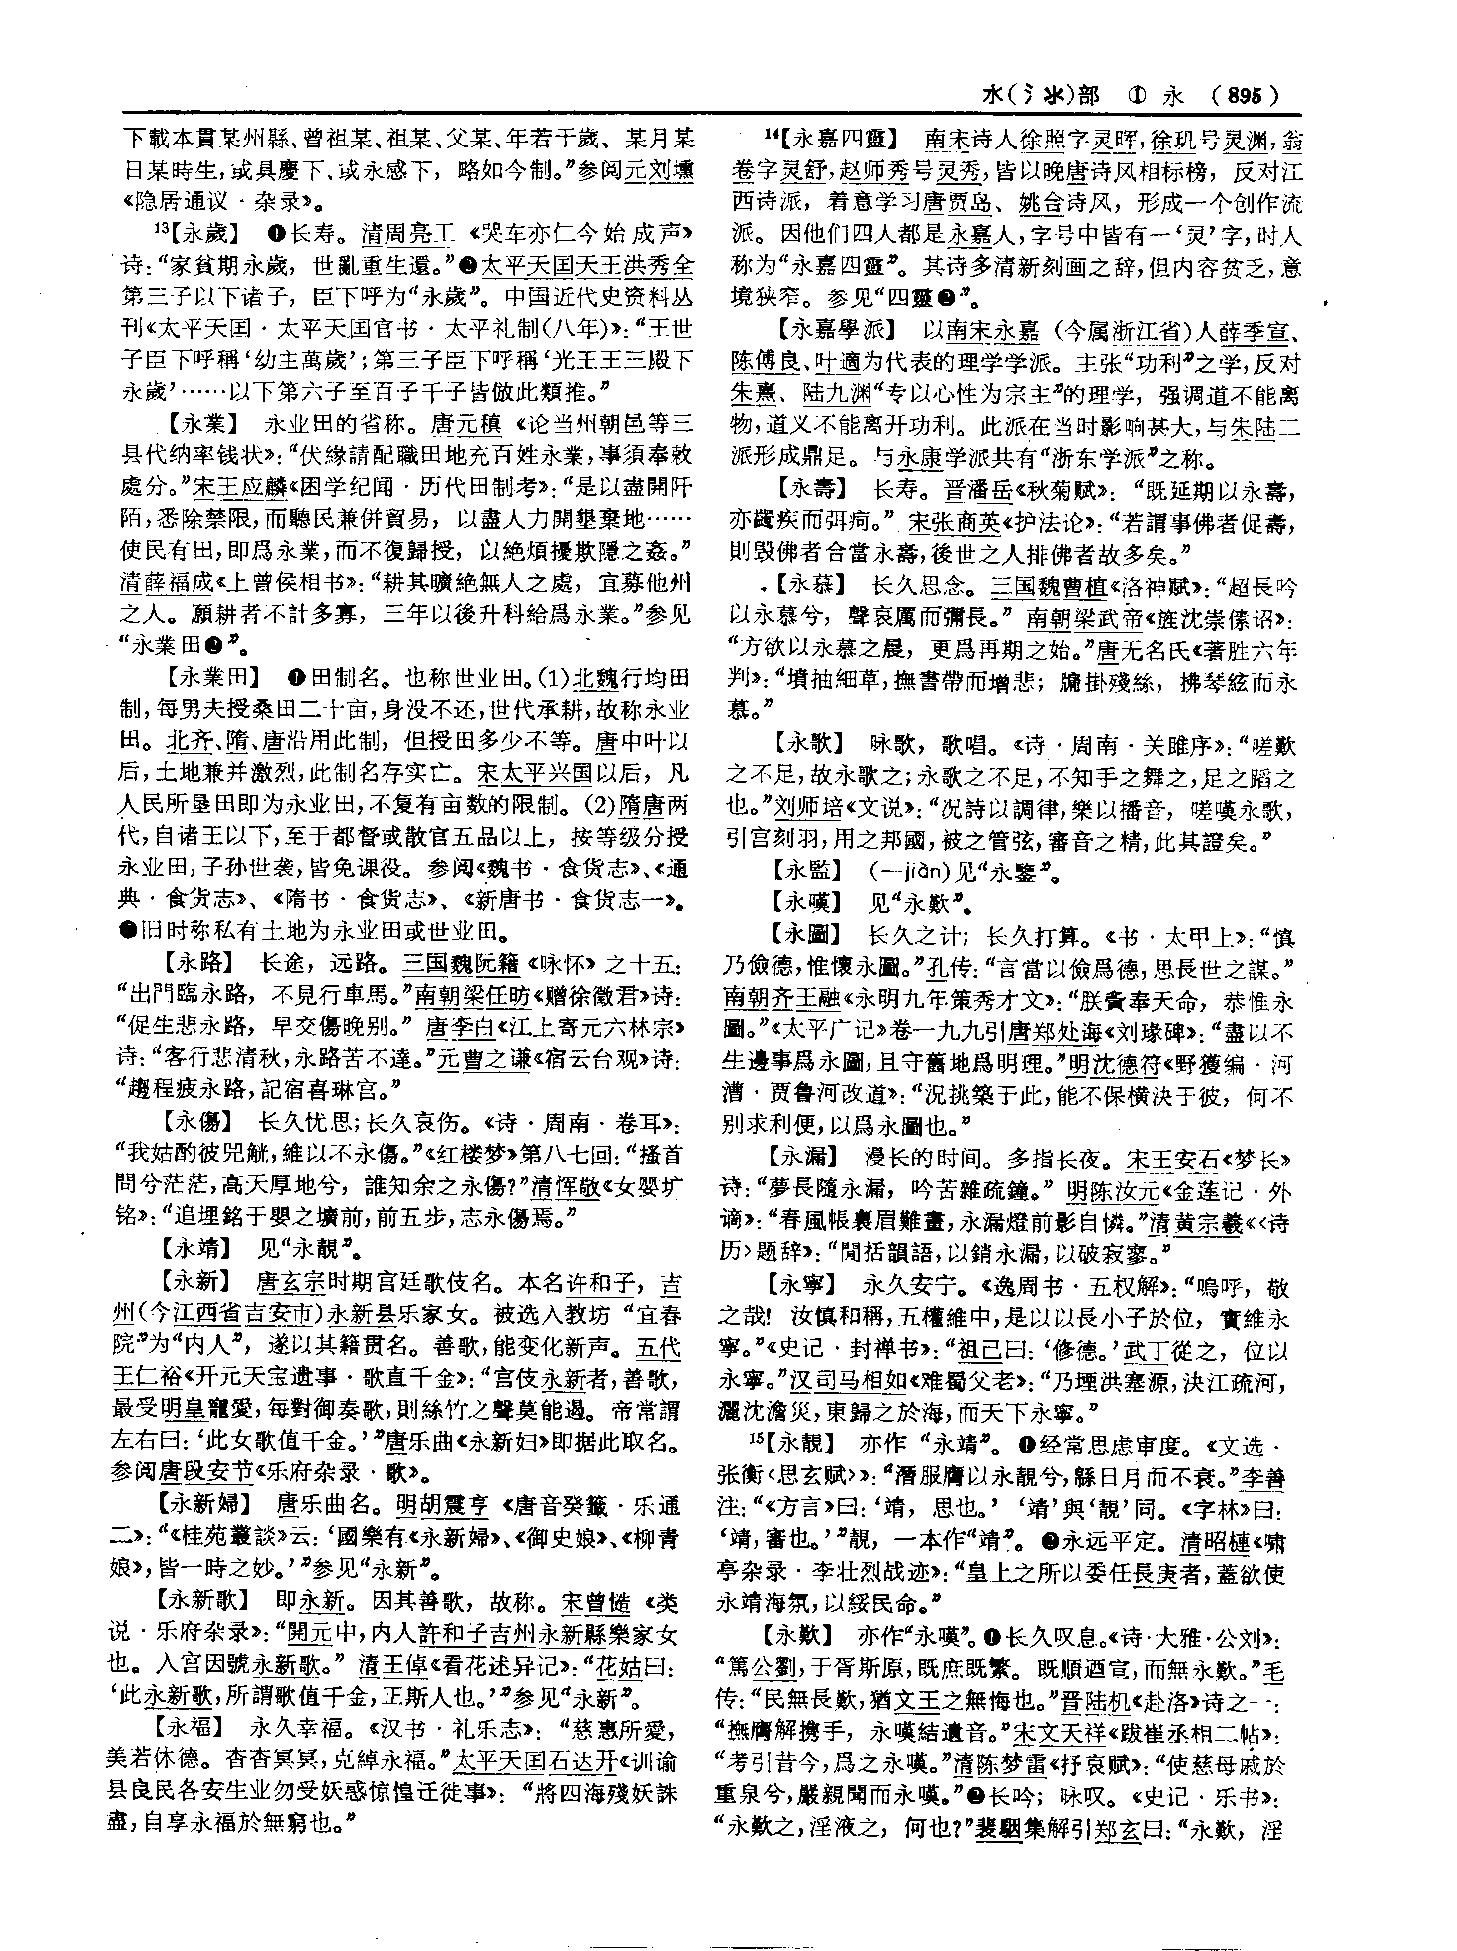 水(氵氺)部　①　永　(895)
下載本貫某州縣、曾祖某、祖某、父某、年若干歲、某月某
日某時生，或具慶下、或永感下，略如今制。”参阅元刘壎
《隐居通议·杂录》。
13【永歲】　❶长寿。清周亮工《哭车亦仁今始成声》
诗：“家貧期永歲，世亂重生還。”❷太平天囯天王洪秀全
第三子以下诸子，臣下呼为“永歲”。中国近代史资料丛
刊《太平天囯·太平天囯官书·太平礼制(八年)》：“王世
子臣下呼稱‘幼主萬歲’；第三子臣下呼稱‘光王王三殿下
永歲’……以下第六子至百子千子皆倣此類推。”
【永業】　永业田的省称。唐元稹《论当州朝邑等三
县代纳率钱状》：“伏緣請配職田地充百姓永業，事須奉敕
處分。”宋王应麟《困学纪闻·历代田制考》：“是以盡開阡
陌，悉除禁限，而聽民兼併貿易，以盡人力開墾棄地……
使民有田，即爲永業，而不復歸授，以絶煩擾欺隱之姦。”
清薛福成《上曾侯相书》：“耕其曠絶無人之處，宜募他州
之人。願耕者不計多寡，三年以後升科給爲永業。”参见
“永業田❷”。
【永業田】　❶田制名。也称世业田。(1)北魏行均田
制，每男夫授桑田二十亩，身没不还，世代承耕，故称永业
田。北齐、隋、唐沿用此制，但授田多少不等。唐中叶以
后，土地兼并激烈，此制名存实亡。宋太平兴国以后，凡
人民所垦田即为永业田，不复有亩数的限制。(2)隋唐两
代，自诸王以下，至于都督或散官五品以上，按等级分授
永业田，子孙世袭，皆免课役。参阅《魏书·食货志》、《通
典·食货志》、《隋书·食货志》、《新唐书·食货志一》。
●旧时称私有土地为永业田或世业田。
【永路】　长途，远路。三国魏阮籍《咏怀》之十五：
“出門臨永路，不見行車馬。”南朝梁任昉《赠徐徵君》诗：
“促生悲永路，早交傷晚别。”唐李白《江上寄元六林宗》
诗：“客行悲清秋，永路苦不達。”元曹之谦《宿云台观》诗：
“趨程疲永路，記宿喜琳宫。”
【永傷】　长久忧思；长久哀伤。《诗·周南·卷耳》：
“我姑酌彼兕觥，維以不永傷。”《红楼梦》第八七回：“搔首
問兮茫茫，高天厚地兮，誰知余之永傷？”清恽敬《女婴圹
铭》：“追埋銘于嬰之壙前，前五步，志永傷焉。”
【永靖】　见“永靚”。
【永新】　唐玄宗时期宫廷歌伎名。本名许和子，吉
州(今江西省吉安市)永新县乐家女。被选入教坊“宜春
院”为“内人”，遂以其籍贯名。善歌，能变化新声。五代
王仁裕《开元天宝遗事·歌直千金》：“宫伎永新者，善歌，
最受明皇寵愛，每對御奏歌，則絲竹之聲莫能遏。帝常謂
左右曰：‘此女歌值千金。’”唐乐曲《永新妇》即据此取名。
参阅唐段安节《乐府杂录·歌》。
【永新婦】　唐乐曲名。明胡震亨《唐音癸籤·乐通
二》：“《桂苑叢談》云：‘國樂有《永新婦》、《御史娘》、《柳青
娘》，皆一時之妙。’”参见“永新”。
【永新歌】　即永新。因其善歌，故称。宋曾慥《类
说·乐府杂录》：“開元中，内人許和子吉州永新縣樂家女
也。入宫因號永新歌。”清王倬《看花述异记》：“花姑曰：
‘此永新歌，所謂歌值千金，正斯人也。’”参见“永新”。
【永福】　永久幸福。《汉书·礼乐志》：“慈惠所愛，
美若休德。杳杳冥冥，克綽永福。”太平天囯石达开《训谕
县良民各安生业勿受妖惑惊惶迁徙事》：“將四海殘妖誅
盡，自享永福於無窮也。”
14【永嘉四靈】　南宋诗人徐照字灵晖，徐玑号灵渊，翁
卷字灵舒，赵师秀号灵秀，皆以晚唐诗风相标榜，反对江
西诗派，着意学习唐贾岛、姚合诗风，形成一个创作流
派。因他们四人都是永嘉人，字号中皆有一‘灵’字，时人
称为“永嘉四靈”。其诗多清新刻画之辞，但内容贫乏，意
境狭窄。参见“四靈❷”。
【永嘉學派】　以南宋永嘉(今属浙江省)人薛季宣、
陈傅良、叶適为代表的理学学派。主张“功利”之学，反对
朱熹、陆九渊“专以心性为宗主”的理学，强调道不能离
物，道义不能离开功利。此派在当时影响甚大，与朱陆二
派形成鼎足。与永康学派共有“浙东学派”之称。
【永壽】　长寿。晋潘岳《秋菊赋》：“既延期以永壽，
亦蠲疾而弭痾。”宋张商英《护法论》：“若謂事佛者促壽，
則毁佛者合當永壽，後世之人排佛者故多矣。”
【永慕】　长久思念。三国魏曹植《洛神赋》：“超長吟
以永慕兮，聲哀厲而彌長。”南朝梁武帝《旌沈崇傃诏》：
“方欲以永慕之晨，更爲再期之始。”唐无名氏《著胜六年
判》：“墳抽細草，撫書帶而增悲；牖掛殘絲，拂琴絃而永
慕。”
【永歌】　咏歌，歌唱。《诗·周南·关雎序》：“嗟歎
之不足，故永歌之；永歌之不足，不知手之舞之，足之蹈之
也。”刘师培《文说》：“况詩以調律，樂以播音，嗟嘆永歌，
引宫刻羽，用之邦國，被之管弦，審音之精，此其證矣。”
【永監】　(—jiàn)见“永鑒”。
【永嘆】　见“永歎”。
【永圖】　长久之计；长久打算。《书·太甲上》：“慎
乃儉德，惟懷永圖。”孔传：“言當以儉爲德，思長世之謀。”
南朝齐王融《永明九年策秀才文》：“朕夤奉天命，恭惟永
圖。”《太平广记》卷一九九引唐郑处诲《刘瑑碑》：“盡以不
生邊事爲永圖，且守舊地爲明理。”明沈德符《野獲编·河
漕·贾鲁河改道》：“况挑築于此，能不保横决于彼，何不
别求利便，以爲永圖也。”
【永漏】　漫长的时间。多指长夜。宋王安石《梦长》
诗：“夢長隨永漏，吟苦雜疏鐘。”明陈汝元《金莲记·外
谪》：“春風帳裏眉難畫，永漏燈前影自憐。”清黄宗羲《〈诗
历〉题辞》：“閒括韻語，以銷永漏，以破寂寥。”
【永寧】　永久安宁。《逸周书·五权解》：“嗚呼，敬
之哉！汝慎和稱，五權維中，是以以長小子於位，實維永
寧。”《史记·封禅书》：“祖己曰：‘修德。’武丁從之，位以
永寧。”汉司马相如《难蜀父老》：“乃堙洪塞源，决江疏河，
灑沈澹災，東歸之於海，而天下永寧。”
15【永靚】　亦作“永靖”。❶经常思虑审度。《文选·
张衡〈思玄赋〉》：“潛服膺以永靚兮，緜日月而不衰。”李善
注：“《方言》曰：‘靖，思也。’‘靖’與‘靚’同。《字林》曰：
‘靖，審也。’”靚，一本作“靖”。❷永远平定。清昭槤《啸
亭杂录·李壮烈战迹》：“皇上之所以委任長庚者，蓋欲使
永靖海氛，以綏民命。”
【永歎】　亦作“永嘆”。❶长久叹息。《诗·大雅·公刘》：
“篤公劉，于胥斯原，既庶既繁。既順迺宣，而無永歎。”毛
传：“民無長歎，猶文王之無悔也。”晋陆机《赴洛》诗之一：
“撫膺解攜手，永嘆結遺音。”宋文天祥《跋崔丞相二帖》：
“考引昔今，爲之永嘆。”清陈梦雷《抒哀赋》：“使慈母戚於
重泉兮，嚴親聞而永嘆。”❷长吟；咏叹。《史记·乐书》：
“永歎之，淫液之，何也？”裴駰集解引郑玄曰：“永歎，淫